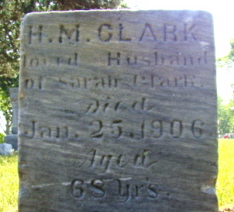 H.M. CLARK
loved Husband
of Sarah Clark.
Died
Jan. 25, 1906
Aged
68 Yrs.